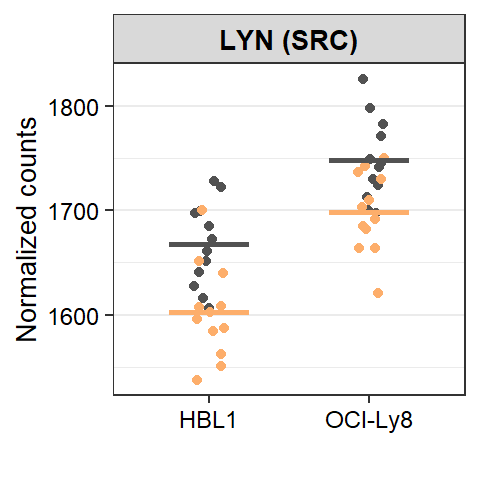 LYN (SRC)
Normalized counts
1800
1700
1600
HBL1
OCI-Ly8